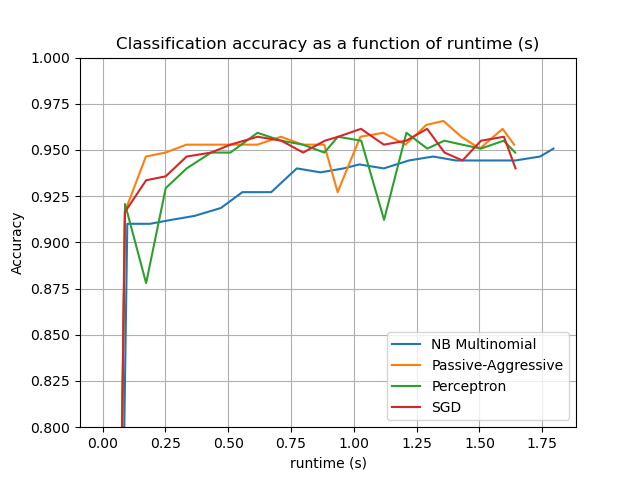 Classification accuracy as a function of runtime (s)
1.000
0.975
0.950
0.925
0.900
0.875
0.850
0.825
0.800
Accuracy
NB Multinomial
Passive-Aggressive
Perceptron
SGD
0.00 0.25 0.50 0.75 1.00 1.25 1.50 1.75
runtime (s)